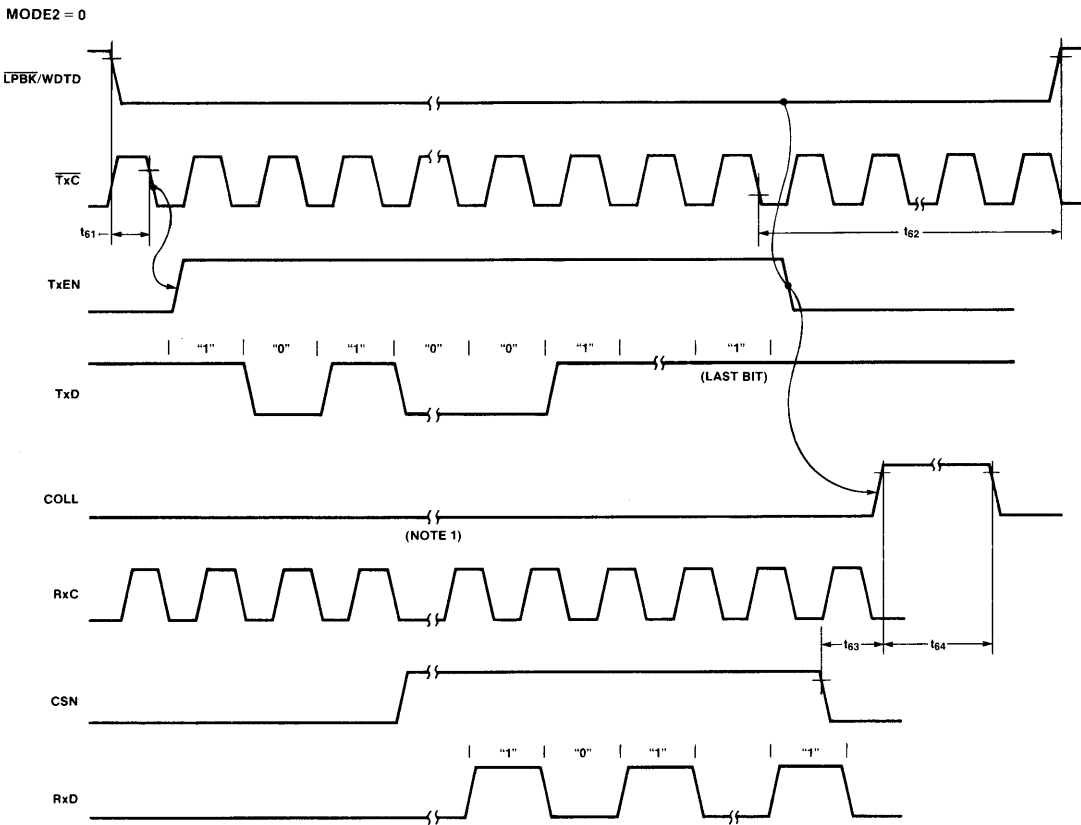 MODE2 = 0
LPBK/WDTD
TxC
t61
t62
TxEN
“1” “0” “1” “0” “0” “1” “1”
(LAST BIT)
TxD
COLL
(NOTE 1)
RxC
t63 t64
CSN
“1” “0” “1” “1”
RxD